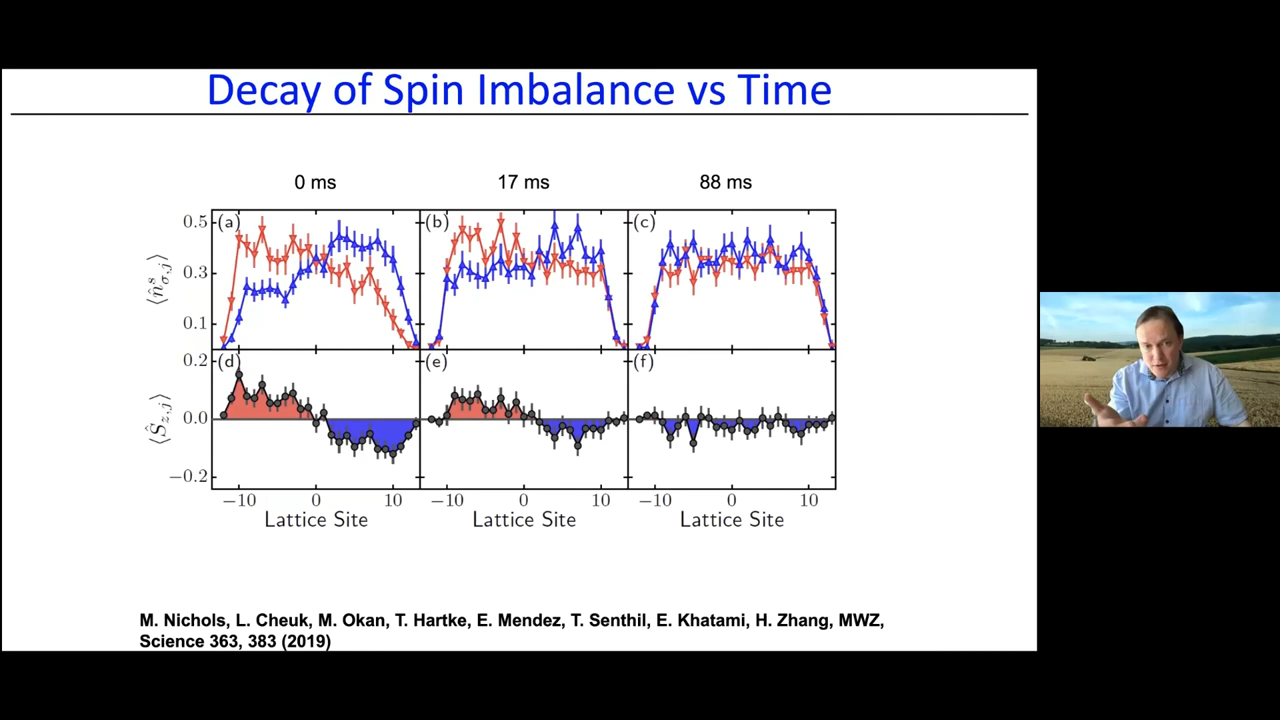 Decay of Spin Imbalance vs Time
0 ms
17 ms
88 ms
(a)
(b)
(c)
0.5
0.3
0.1
⟨n̂ˢσ,j⟩
(d)
(e)
(f)
0.2
0.0
−0.2
⟨Ŝz,j⟩
−10 0 10
−10 0 10
−10 0 10
Lattice Site
Lattice Site
Lattice Site
M. Nichols, L. Cheuk, M. Okan, T. Hartke, E. Mendez, T. Senthil, E. Khatami, H. Zhang, MWZ,
Science 363, 383 (2019)